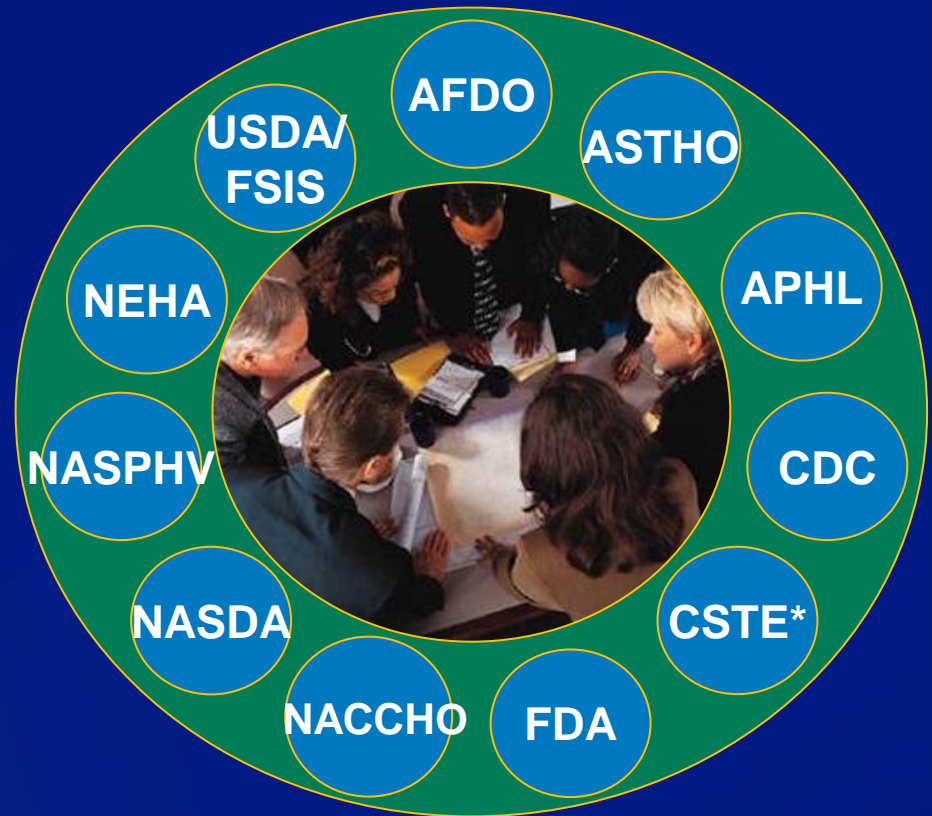 AFDO
ASTHO
APHL
CDC
CSTE*
FDA
NACCHO
NASDA
NASPHV
NEHA
USDA/
FSIS